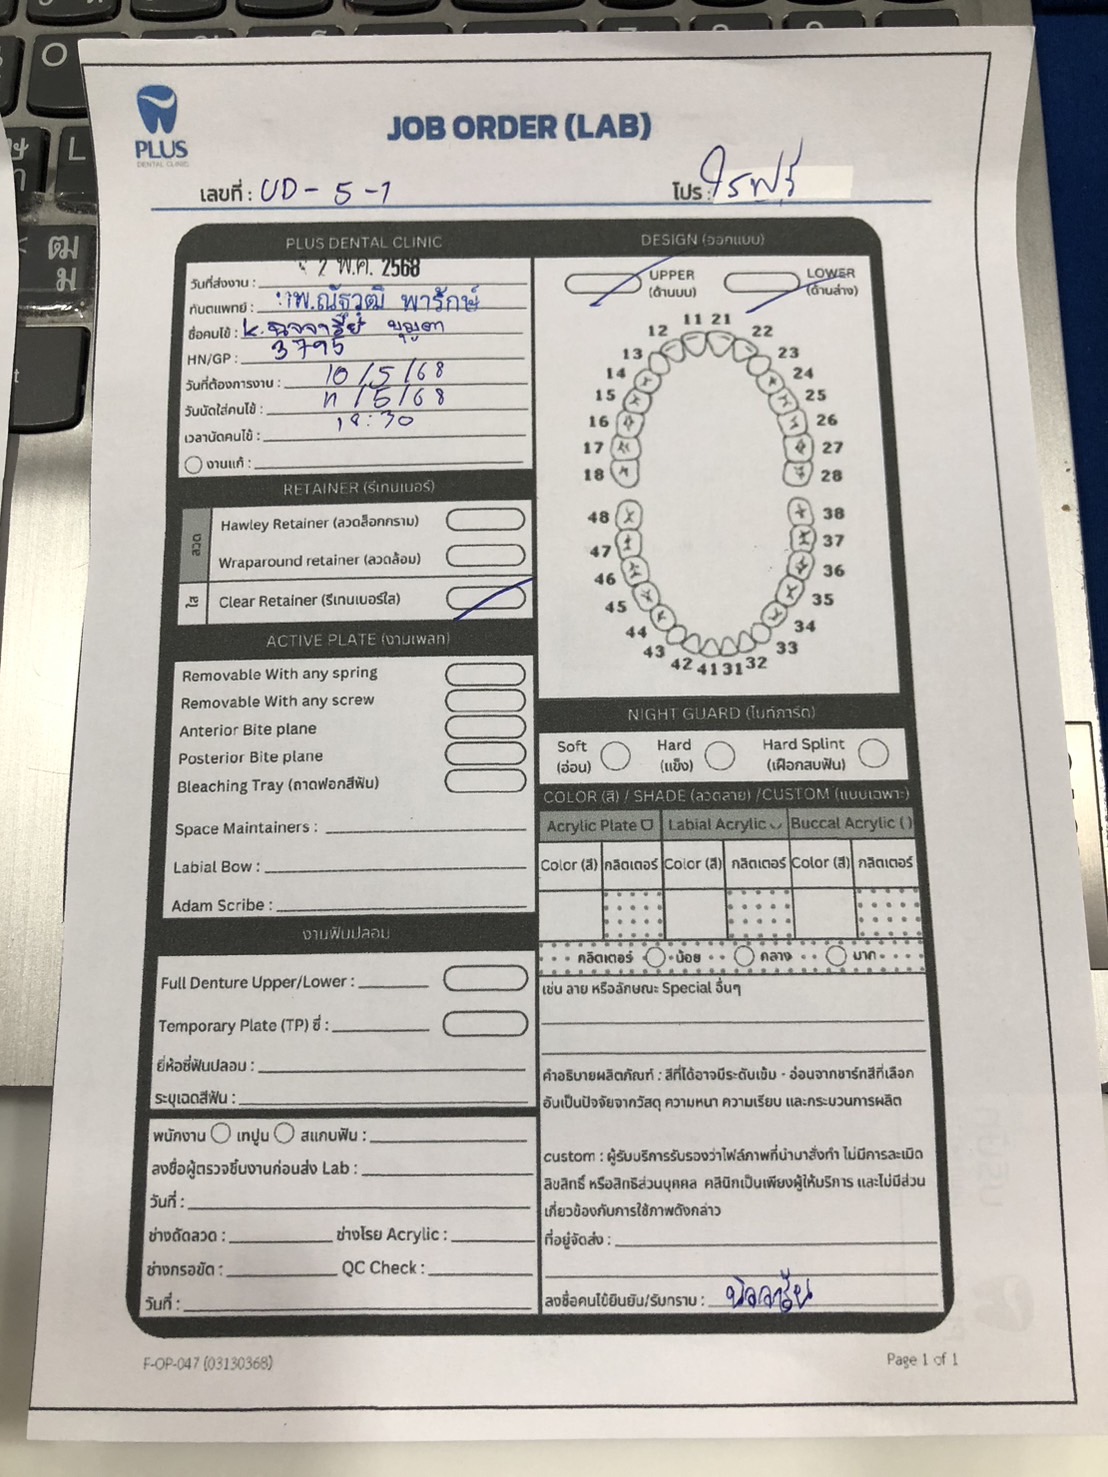 PLUS
DENTAL CLINIC
JOB ORDER (LAB)
เลขที่ : UD - 5 - 1
โปร :
PLUS DENTAL CLINIC
วันที่ส่งงาน : 2 พ.ค. 2568
ทันตแพทย์ : ทพ.ณัฐวุฒิ พารักษ์
ชื่อคนไข้ : K.
HN/GP : 3795
วันที่ต้องการงาน : 10/5/68
วันนัดใส่คนไข้ : 11/5/68
เวลานัดคนไข้ : 18:30
งานแก้ :
RETAINER (รีเทนเนอร์)
ลวด
Hawley Retainer (ลวดล็อกกราม)
Wraparound retainer (ลวดล้อม)
ใส
Clear Retainer (รีเทนเนอร์ใส)
ACTIVE PLATE (งานเพลท)
Removable With any spring
Removable With any screw
Anterior Bite plane
Posterior Bite plane
Bleaching Tray (ถาดฟอกสีฟัน)
Space Maintainers :
Labial Bow :
Adam Scribe :
งานฟันปลอม
Full Denture Upper/Lower :
Temporary Plate (TP) ซี่ :
ยี่ห้อซี่ฟันปลอม :
ระบุเฉดสีฟัน :
พนักงาน เทปูน สแกนฟัน :
ลงชื่อผู้ตรวจชิ้นงานก่อนส่ง Lab :
วันที่ :
ช่างดัดลวด : ช่างโรย Acrylic :
ช่างกรอขัด : QC Check :
วันที่ :
DESIGN (ออกแบบ)
UPPER (ด้านบน) LOWER (ด้านล่าง)
11 21
12 22
13 23
14 24
15 25
16 26
17 27
18 28
48 38
47 37
46 36
45 35
44 34
43 33
42 41 31 32
NIGHT GUARD (ไนท์การ์ด)
Soft (อ่อน) Hard (แข็ง) Hard Splint (เฝือกสบฟัน)
COLOR (สี) / SHADE (ลวดลาย) /CUSTOM (แบบเฉพาะ)
Acrylic Plate Labial Acrylic Buccal Acrylic ( )
Color (สี) กลิตเตอร์ Color (สี) กลิตเตอร์ Color (สี) กลิตเตอร์
กลิตเตอร์ น้อย กลาง มาก
เช่น ลาย หรือลักษณะ Special อื่นๆ
คำอธิบายผลิตภัณฑ์ : สีที่ได้อาจมีระดับเข้ม - อ่อนจากชาร์ทสีที่เลือก
อันเป็นปัจจัยจากวัสดุ ความหนา ความเรียบ และกระบวนการผลิต
custom : ผู้รับบริการรับรองว่าไฟล์ภาพที่นำมาสั่งทำ ไม่มีการละเมิด
ลิขสิทธิ์ หรือสิทธิส่วนบุคคล คลินิกเป็นเพียงผู้ให้บริการ และไม่มีส่วน
เกี่ยวข้องกับการใช้ภาพดังกล่าว
ที่อยู่จัดส่ง :
ลงชื่อคนไข้ยืนยัน/รับทราบ :
F-OP-047 (03130368)
Page 1 of 1